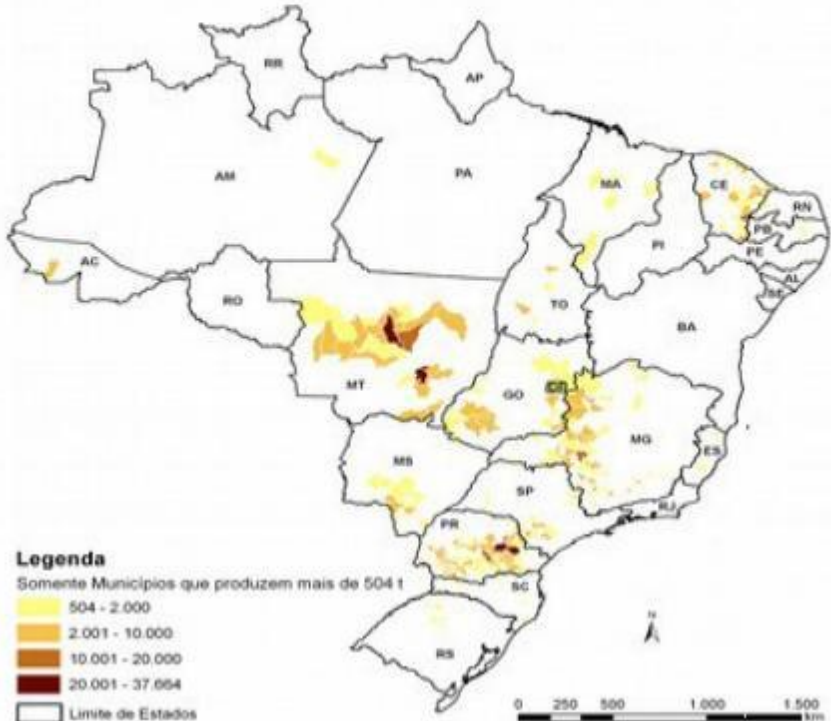 RR
AP
AM
PA
MA
CE
RN
PB
PI
PE
AC
AL
SE
TO
RO
BA
MT
GO
DF
MG
ES
MS
SP
RJ
PR
SC
RS
Legenda
Somente Municípios que produzem mais de 504 t
504 - 2.000
2.001 - 10.000
10.001 - 20.000
20.001 - 37.664
Limite de Estados
N
0 250 500 1.000 1.500
km